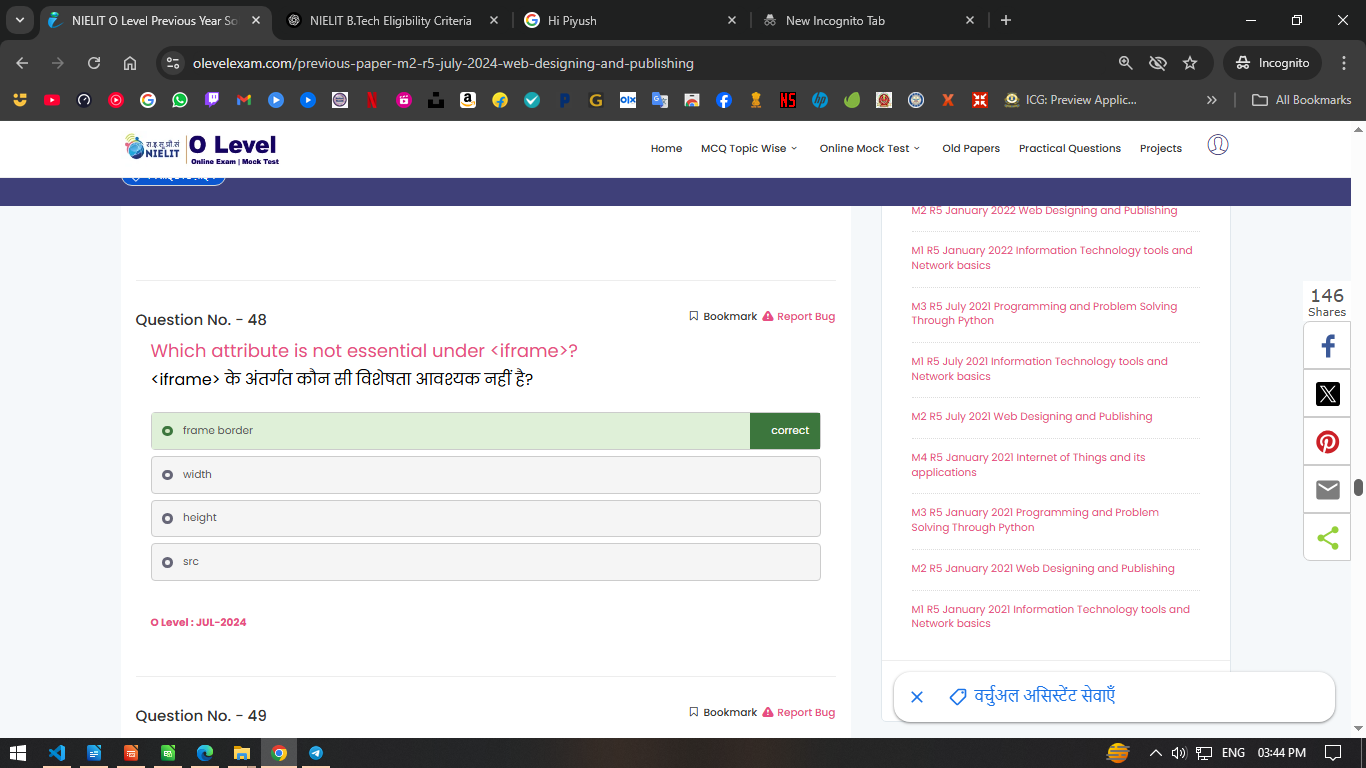 NIELIT O Level Previous Year So
NIELIT B.Tech Eligibility Criteria
Hi Piyush
New Incognito Tab
olevelexam.com/previous-paper-m2-r5-july-2024-web-designing-and-publishing
Incognito
ICG: Preview Applic...
All Bookmarks
रा.इ.सू.प्रौ.सं
NIELIT
O Level
Online Exam | Mock Test
Home
MCQ Topic Wise
Online Mock Test
Old Papers
Practical Questions
Projects
Question No. - 48
Bookmark
Report Bug
Which attribute is not essential under <iframe>?
<iframe> के अंतर्गत कौन सी विशेषता आवश्यक नहीं है?
frame border
correct
width
height
src
O Level : JUL-2024
Question No. - 49
Bookmark
Report Bug
M2 R5 January 2022 Web Designing and Publishing
M1 R5 January 2022 Information Technology tools and
Network basics
M3 R5 July 2021 Programming and Problem Solving
Through Python
M1 R5 July 2021 Information Technology tools and
Network basics
M2 R5 July 2021 Web Designing and Publishing
M4 R5 January 2021 Internet of Things and its
applications
M3 R5 January 2021 Programming and Problem
Solving Through Python
M2 R5 January 2021 Web Designing and Publishing
M1 R5 January 2021 Information Technology tools and
Network basics
146
Shares
वर्चुअल असिस्टेंट सेवाएँ
ENG
03:44 PM